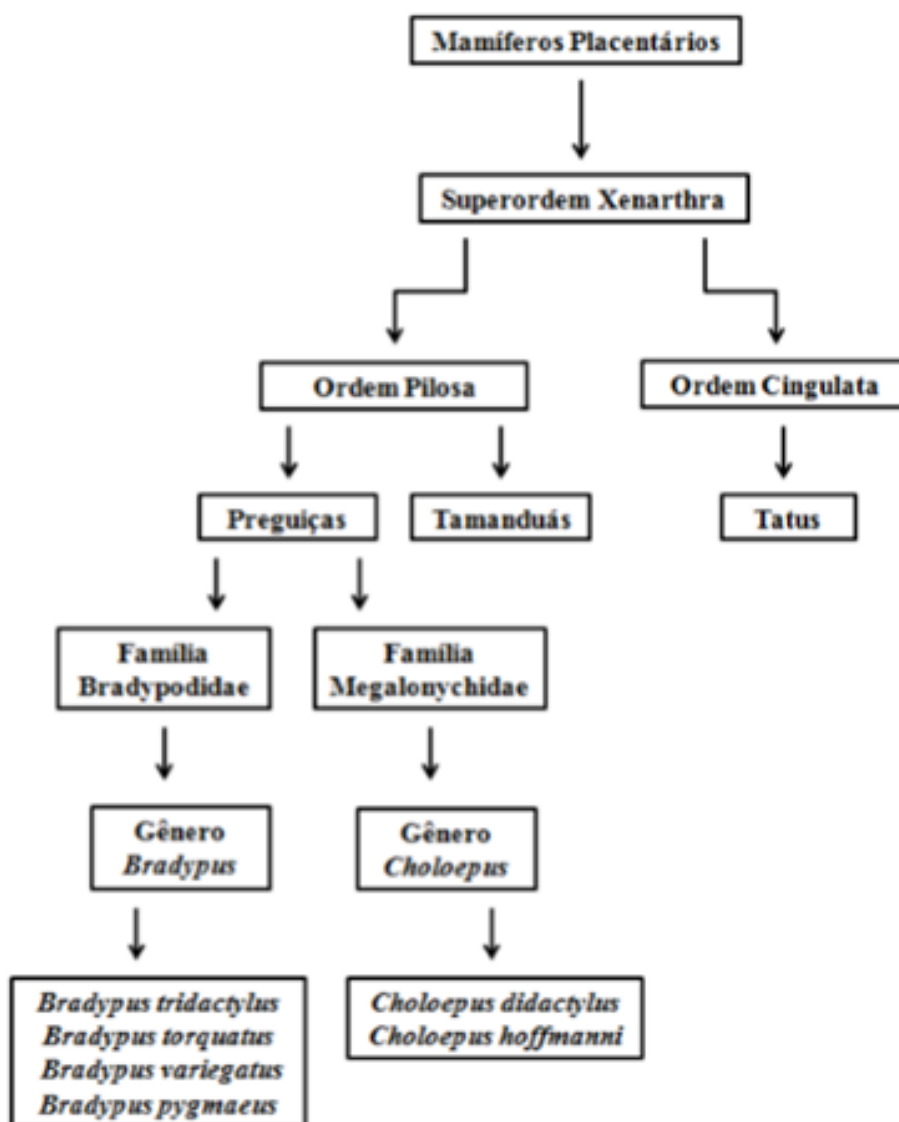 Mamíferos Placentários
Superordem Xenarthra
Ordem Pilosa
Ordem Cingulata
Preguiças
Tamanduás
Tatus
Família
Bradypodidae
Família
Megalonychidae
Gênero
Bradypus
Gênero
Choloepus
Bradypus tridactylus
Bradypus torquatus
Bradypus variegatus
Bradypus pygmaeus
Choloepus didactylus
Choloepus hoffmanni